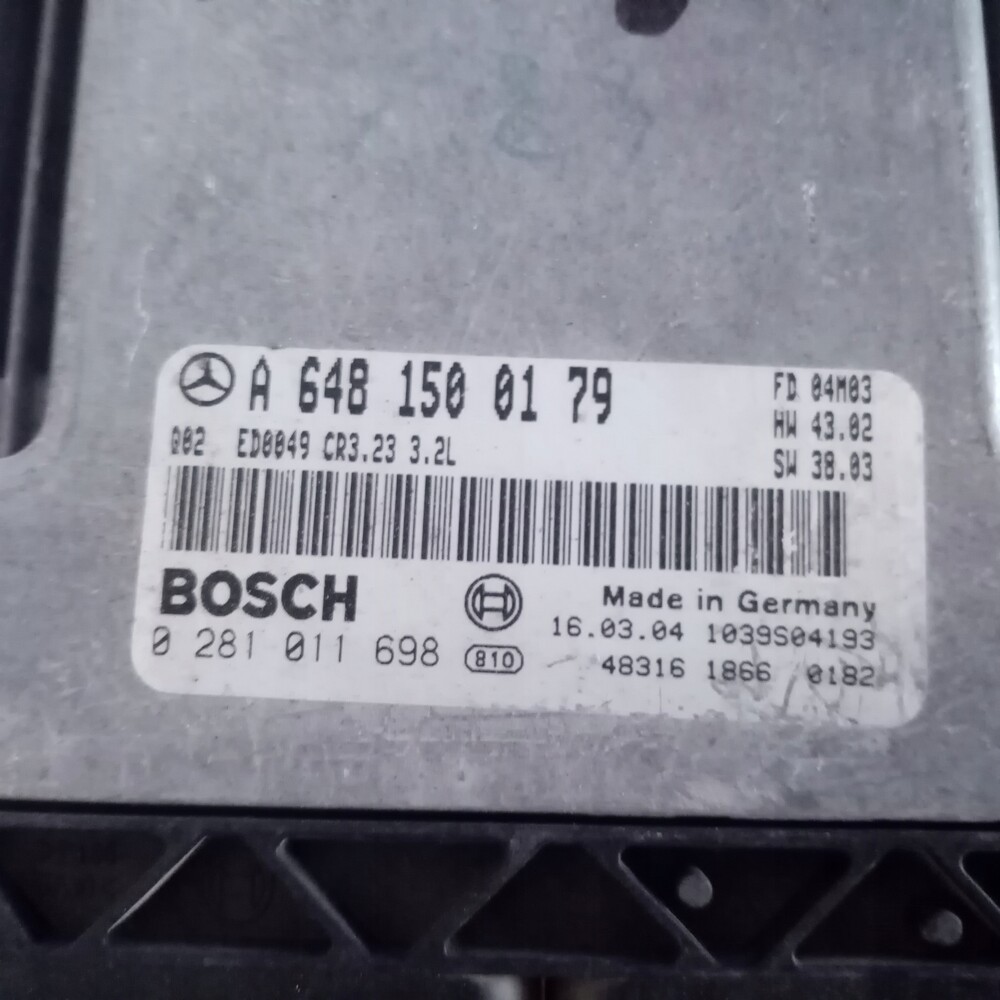 A 648 150 01 79
FD 04M03
HW 43.02
Q02 ED0049 CR3.23 3.2L
SW 38.03
BOSCH
Made in Germany
16.03.04 1039S04193
0 281 011 698 810
48316 1866 0182